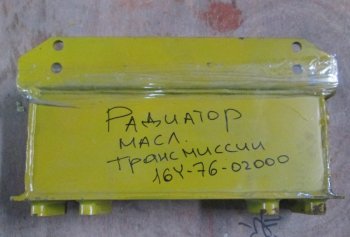 Радиатор
масл.
трансмиссии
16Y-76-02000